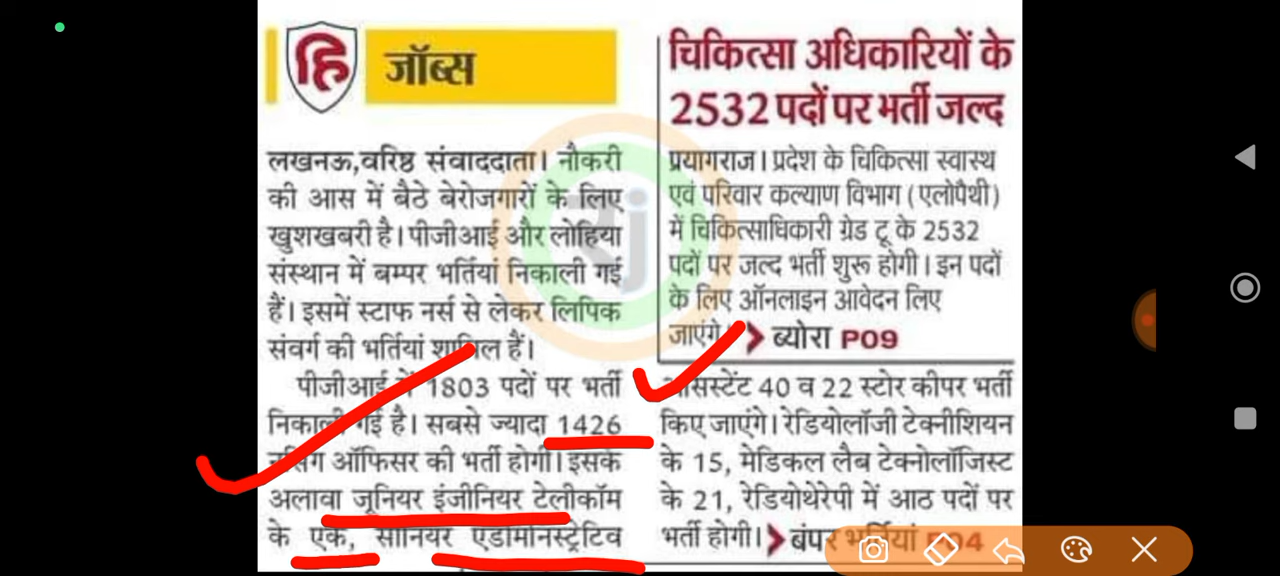 हि जॉब्स
लखनऊ,वरिष्ठ संवाददाता। नौकरी
की आस में बैठे बेरोजगारों के लिए
खुशखबरी है। पीजीआई और लोहिया
संस्थान में बम्पर भर्तियां निकाली गई
हैं। इसमें स्टाफ नर्स से लेकर लिपिक
संवर्ग की भर्तियां शामिल हैं।
पीजीआई में 1803 पदों पर भर्ती
निकाली गई है। सबसे ज्यादा 1426
नर्सिंग ऑफिसर की भर्ती होगी। इसके
अलावा जूनियर इंजीनियर टेलीकॉम
के एक, सीनियर एडमिनिस्ट्रेटिव
चिकित्सा अधिकारियों के
2532 पदों पर भर्ती जल्द
प्रयागराज। प्रदेश के चिकित्सा स्वास्थ
एवं परिवार कल्याण विभाग (एलोपैथी)
में चिकित्साधिकारी ग्रेड टू के 2532
पदों पर जल्द भर्ती शुरू होगी। इन पदों
के लिए ऑनलाइन आवेदन लिए
जाएंगे। ब्योरा P09
40 व 22 स्टोर कीपर भर्ती
किए जाएंगे। रेडियोलॉजी टेक्नीशियन
के 15, मेडिकल लैब टेक्नोलॉजिस्ट
के 21, रेडियोथेरेपी में आठ पदों पर
भर्ती होगी। बंपर भर्तियां P04
rj